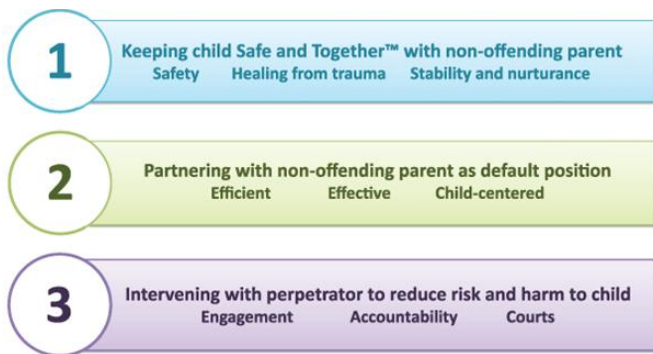 1
Keeping child Safe and Together™ with non-offending parent
Safety Healing from trauma Stability and nurturance
2
Partnering with non-offending parent as default position
Efficient Effective Child-centered
3
Intervening with perpetrator to reduce risk and harm to child
Engagement Accountability Courts